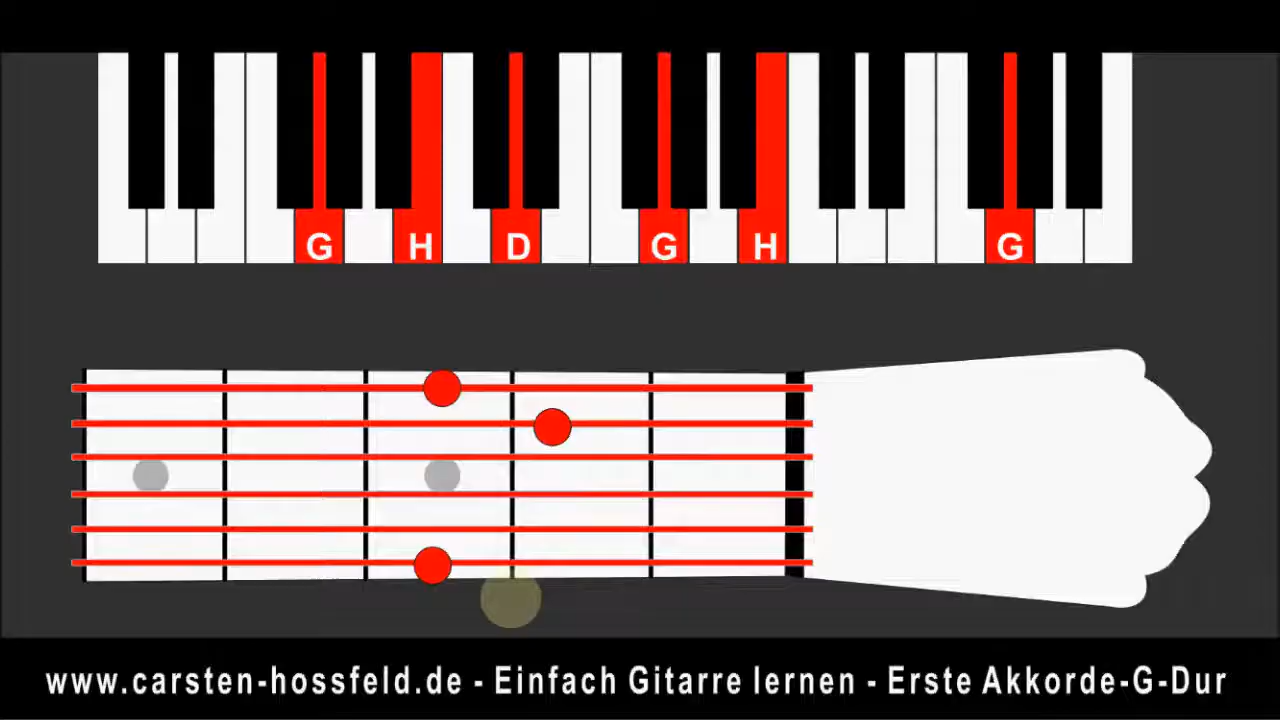 G H D G H G
www.carsten-hossfeld.de - Einfach Gitarre lernen - Erste Akkorde-G-Dur